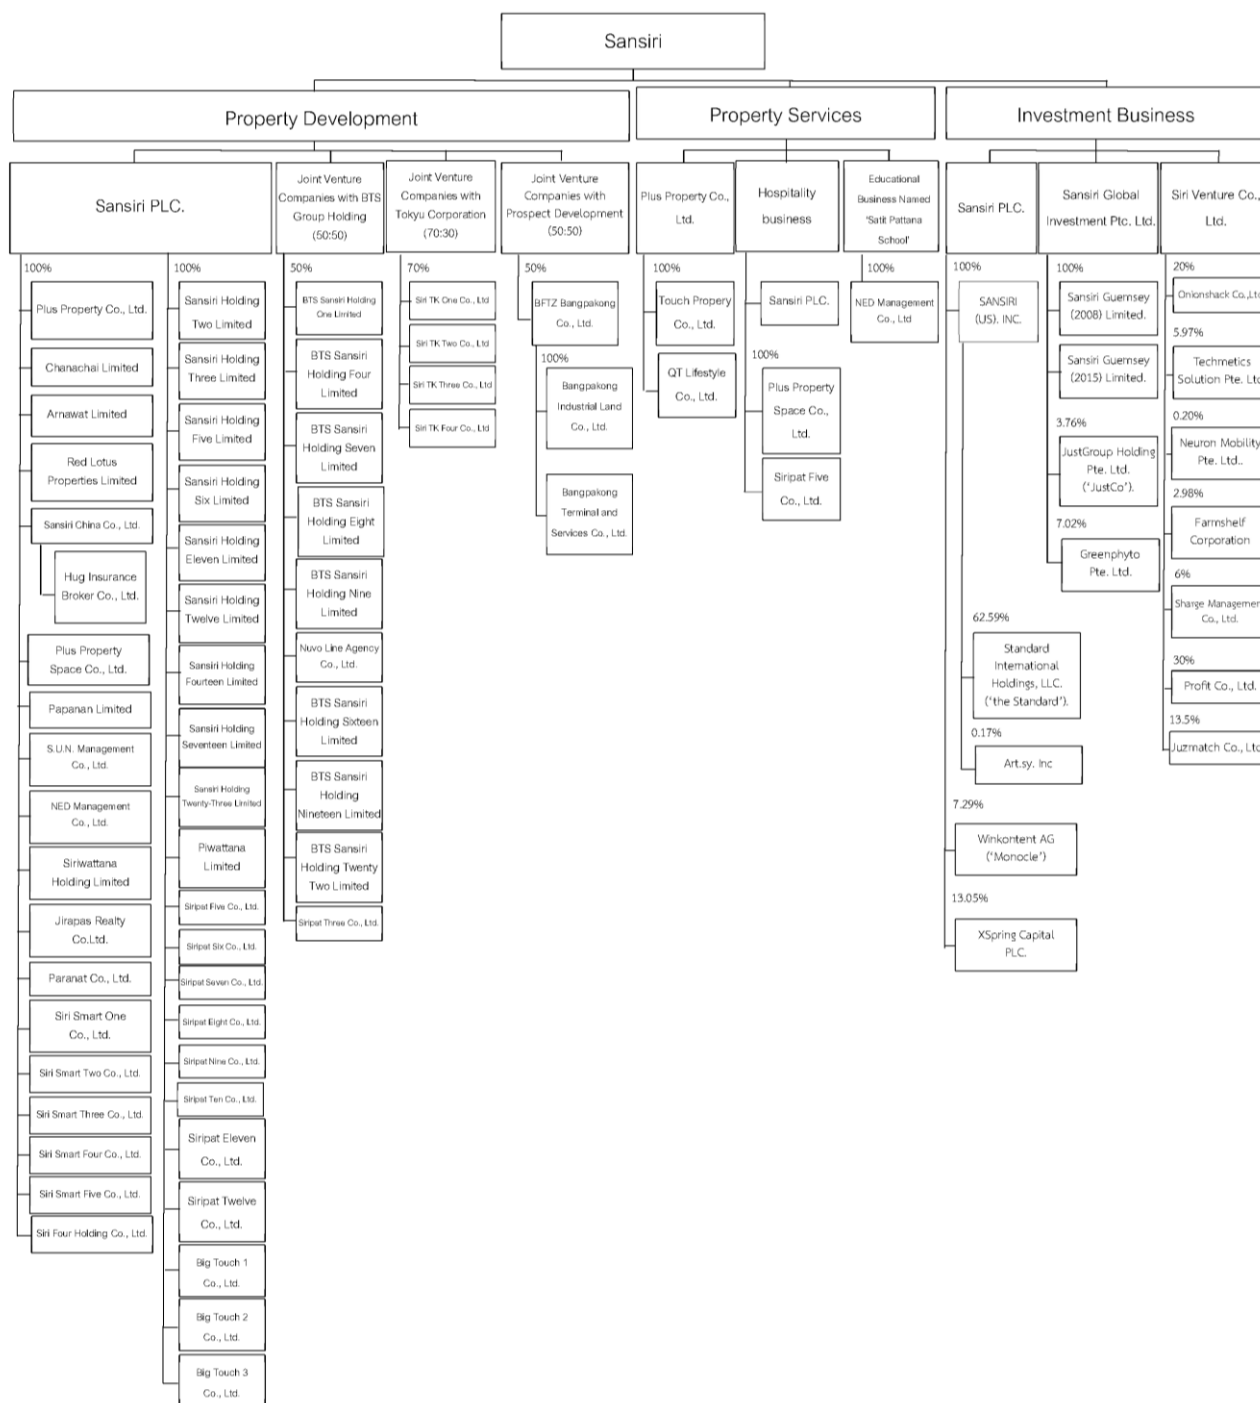 Sansiri
Property Development
Property Services
Investment Business
Sansiri PLC.
Joint Venture
Companies with BTS
Group Holding
(50:50)
Joint Venture
Companies with
Tokyu Corporation
(70:30)
Joint Venture
Companies with
Prospect Development
(50:50)
Plus Property Co.,
Ltd.
Hospitality
business
Educational
Business Named
'Satit Pattana
School'
Sansiri PLC.
Sansiri Global
Investment Ptc. Ltd.
Siri Venture Co.,
Ltd.
100%
Plus Property Co., Ltd.
Chanachai Limited
Arnawat Limited
Red Lotus
Properties Limited
Sansiri China Co., Ltd.
Hug Insurance
Broker Co., Ltd.
Plus Property
Space Co., Ltd.
Papanan Limited
S.U.N. Management
Co., Ltd.
NED Management
Co., Ltd.
Siriwattana
Holding Limited
Jirapas Realty
Co.Ltd.
Paranat Co., Ltd.
Siri Smart One
Co., Ltd.
Siri Smart Two Co., Ltd.
Siri Smart Three Co., Ltd.
Siri Smart Four Co., Ltd.
Siri Smart Five Co., Ltd.
Siri Four Holding Co., Ltd.
100%
Sansiri Holding
Two Limited
Sansiri Holding
Three Limited
Sansiri Holding
Five Limited
Sansiri Holding
Six Limited
Sansiri Holding
Eleven Limited
Sansiri Holding
Twelve Limited
Sansiri Holding
Fourteen Limited
Sansiri Holding
Seventeen Limited
Sansiri Holding
Twenty-Three Limited
Piwattana
Limited
Siripat Five Co., Ltd.
Siripat Six Co., Ltd.
Siripat Seven Co., Ltd.
Siripat Eight Co., Ltd.
Siripat Nine Co., Ltd.
Siripat Ten Co., Ltd.
Siripat Eleven
Co., Ltd.
Siripat Twelve
Co., Ltd.
Big Touch 1
Co., Ltd.
Big Touch 2
Co., Ltd.
Big Touch 3
Co., Ltd.
50%
BTS Sansiri Holding
One Limited
BTS Sansiri
Holding Four
Limited
BTS Sansiri
Holding Seven
Limited
BTS Sansiri
Holding Eight
Limited
BTS Sansiri
Holding Nine
Limited
Nuvo Line Agency
Co., Ltd.
BTS Sansiri
Holding Sixteen
Limited
BTS Sansiri
Holding
Nineteen Limited
BTS Sansiri
Holding Twenty
Two Limited
Siripat Three Co., Ltd.
70%
Siri TK One Co., Ltd
Siri TK Two Co., Ltd
Siri TK Three Co., Ltd
Siri TK Four Co., Ltd
50%
BFTZ Bangpakong
Co., Ltd.
100%
Bangpakong
Industrial Land
Co., Ltd.
Bangpakong
Terminal and
Services Co., Ltd.
100%
Touch Propery
Co., Ltd.
QT Lifestyle
Co., Ltd.
Sansiri PLC.
100%
Plus Property
Space Co.,
Ltd.
Siripat Five
Co., Ltd.
100%
NED Management
Co., Ltd
100%
SANSIRI
(US), INC.
62.59%
Standard
International
Holdings, LLC.
("the Standard").
0.17%
Art.sy. Inc
7.29%
Winkontent AG
("Monocle")
13.05%
XSpring Capital
PLC.
100%
Sansiri Guernsey
(2008) Limited.
Sansiri Guernsey
(2015) Limited.
3.76%
JustGroup Holding
Pte. Ltd.
("JustCo").
7.02%
Greenphyto
Pte. Ltd.
20%
Onionshack Co.,Ltd
5.97%
Techmetics
Solution Pte. Ltd
0.20%
Neuron Mobility
Pte. Ltd..
2.98%
Farmshelf
Corporation
6%
Sharge Management
Co., Ltd.
30%
Profit Co., Ltd.
13.5%
Juzmatch Co., Ltd